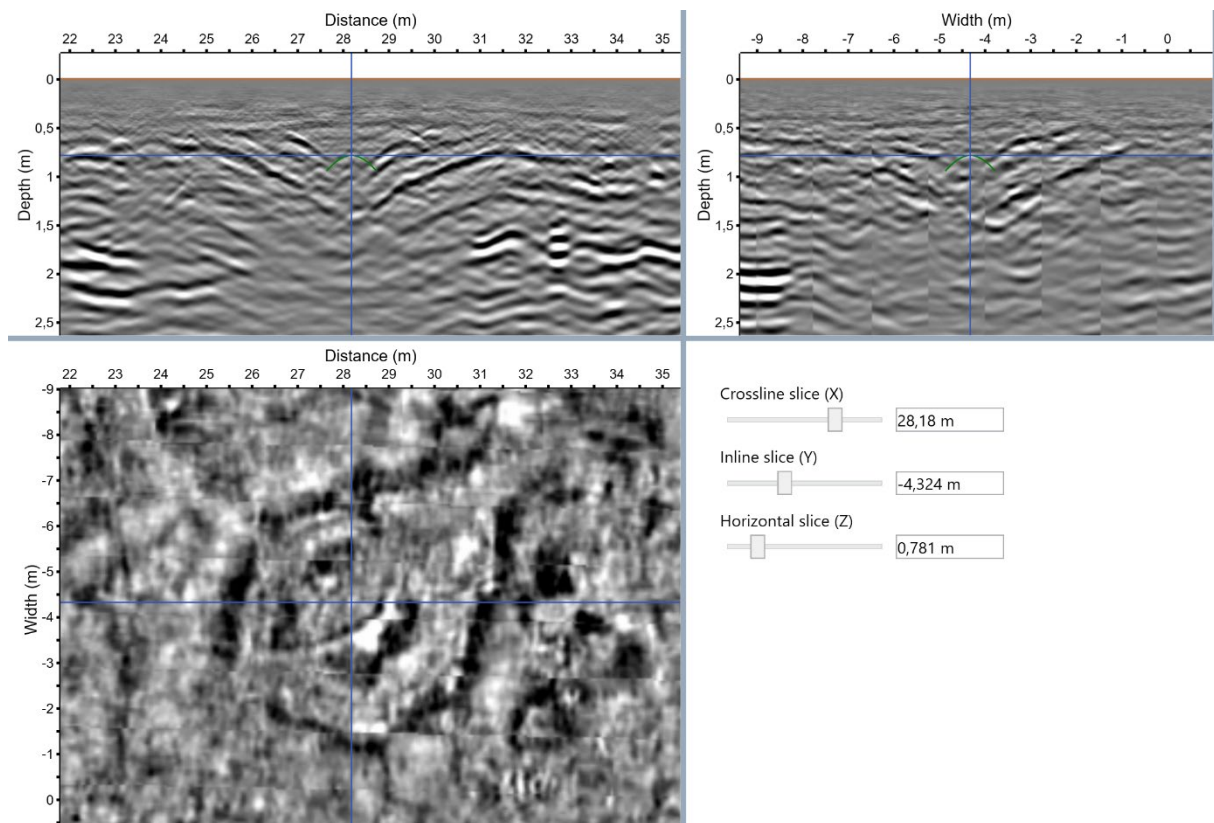 Distance (m)
22 23 24 25 26 27 28 29 30 31 32 33 34 35
0
0,5
1
1,5
2
2,5
Depth (m)
Width (m)
-9 -8 -7 -6 -5 -4 -3 -2 -1 0
0
0,5
1
1,5
2
2,5
Depth (m)
Distance (m)
22 23 24 25 26 27 28 29 30 31 32 33 34 35
-9
-8
-7
-6
-5
-4
-3
-2
-1
0
Width (m)
Crossline slice (X)
28,18 m
Inline slice (Y)
-4,324 m
Horizontal slice (Z)
0,781 m